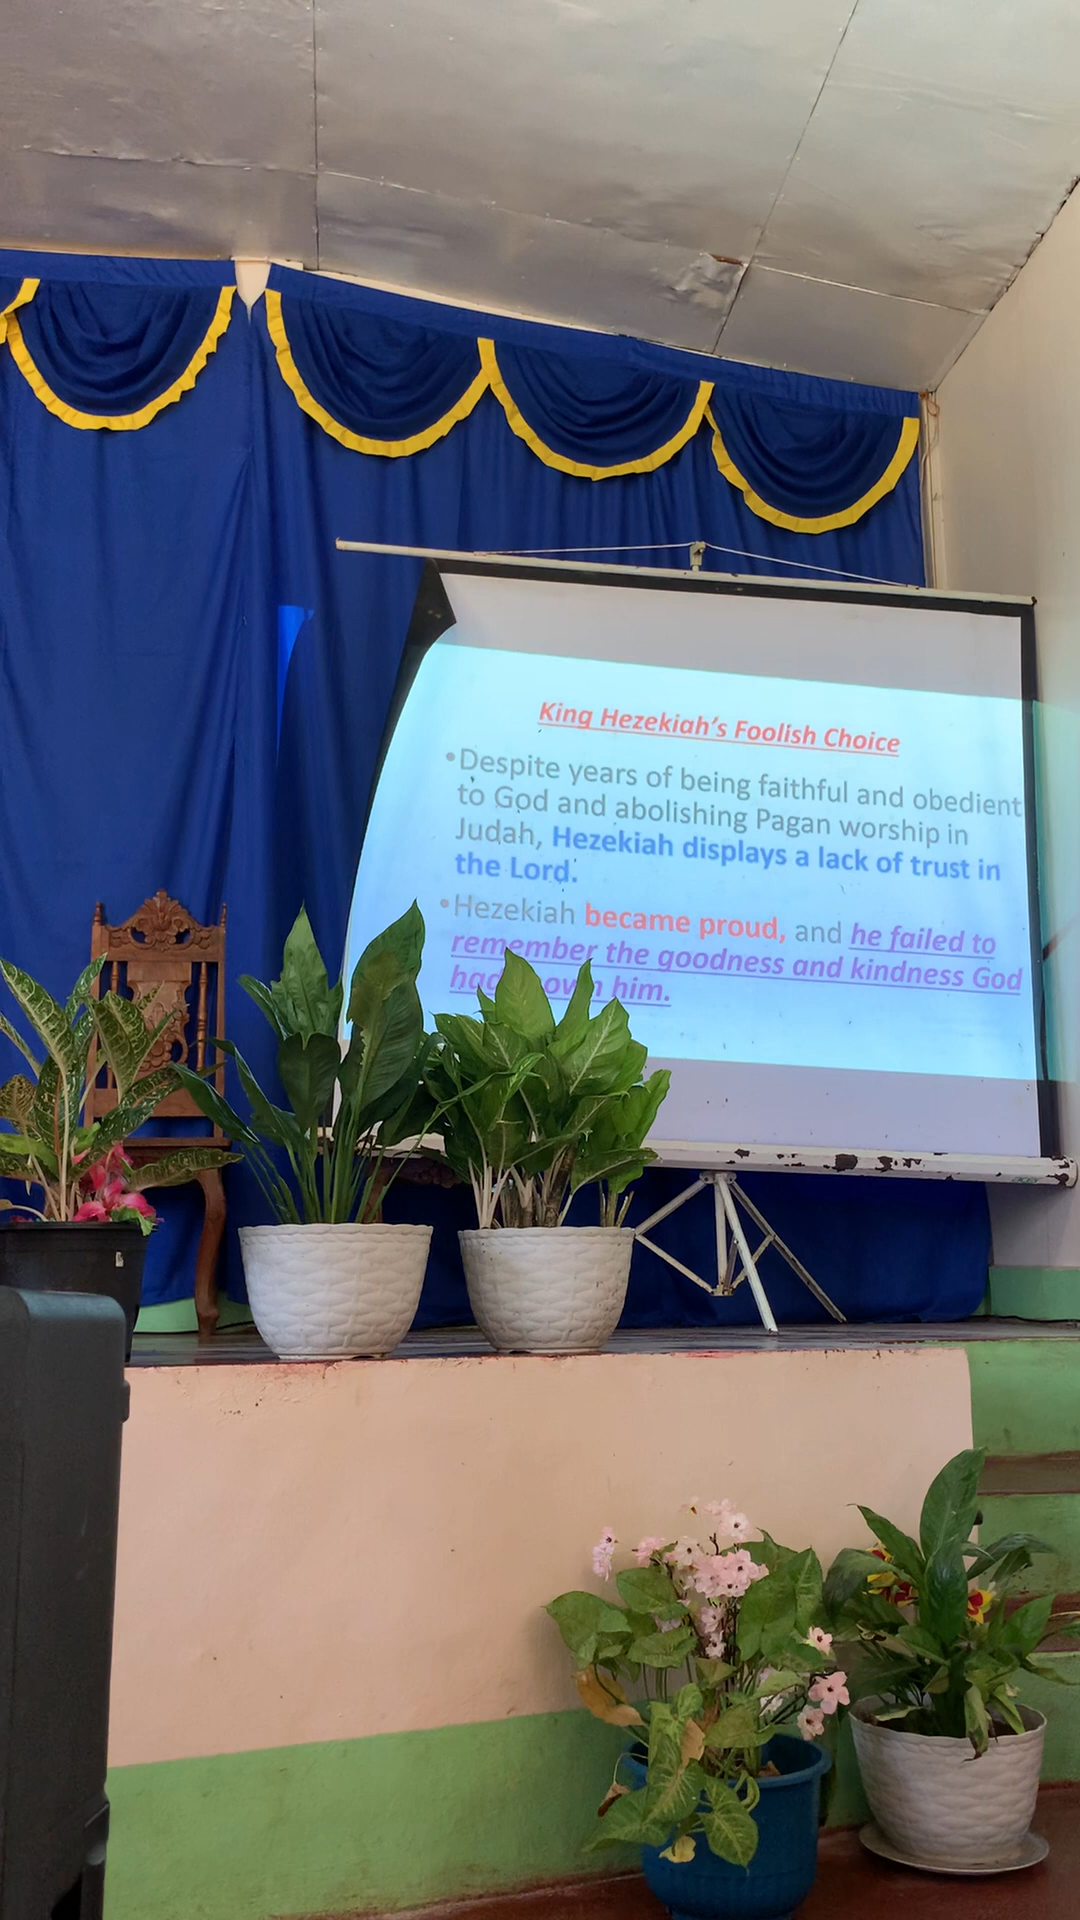 King Hezekiah's Foolish Choice
•Despite years of being faithful and obedient
to God and abolishing Pagan worship in
Judah, Hezekiah displays a lack of trust in
the Lord.
•Hezekiah became proud, and he failed to
remember the goodness and kindness God
had him.